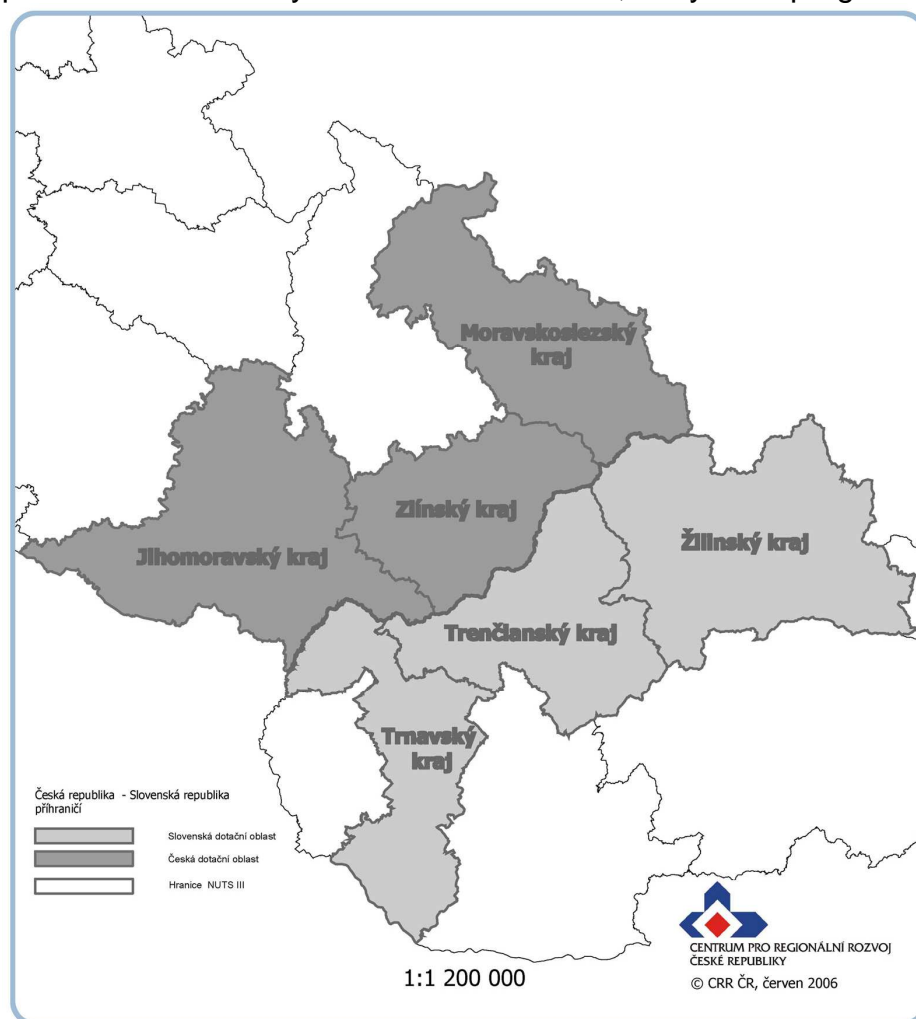 Moravskoslezský
kraj
Zlínský kraj
Jihomoravský kraj
Žilinský kraj
Trenčianský kraj
Trnavský
kraj
Česká republika - Slovenská republika
příhraničí
Slovenská dotační oblast
Česká dotační oblast
Hranice NUTS III
1:1 200 000
CENTRUM PRO REGIONÁLNÍ ROZVOJ
ČESKÉ REPUBLIKY
© CRR ČR, červen 2006